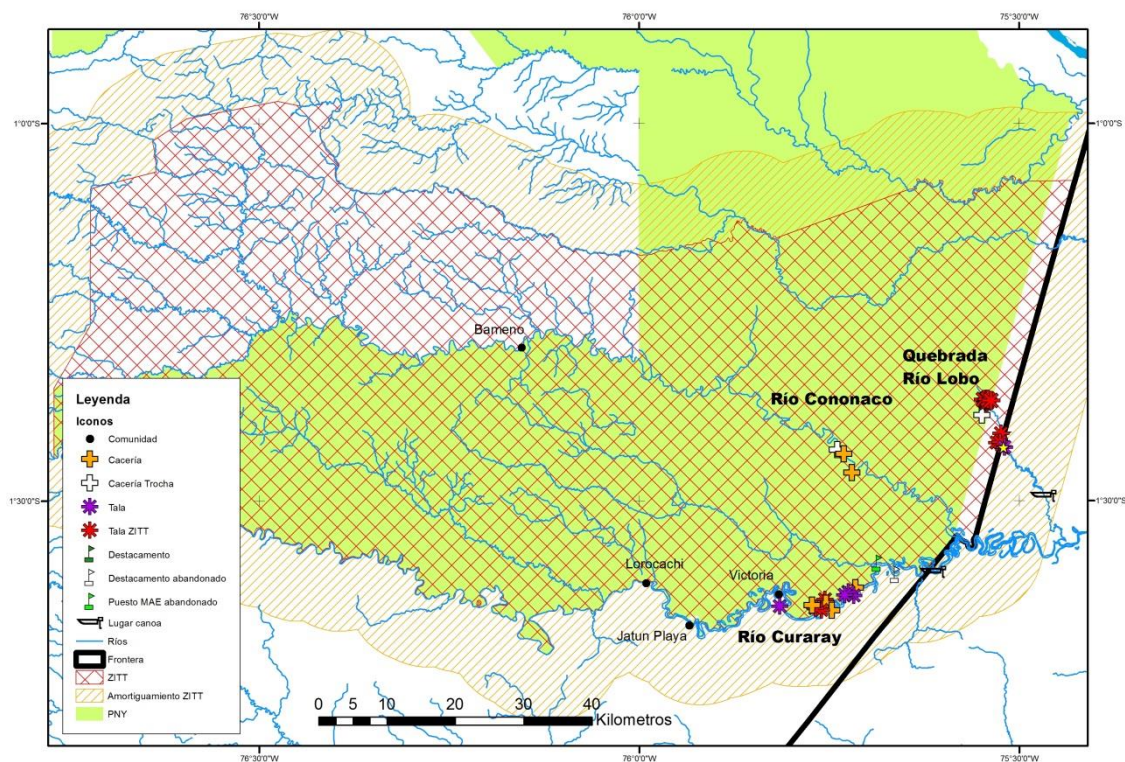 76°30'0"W
76°0'0"W
75°30'0"W
1°0'0"S
1°0'0"S
Bameno
Quebrada
Río Lobo
Río Cononaco
1°30'0"S
1°30'0"S
Lorocachi
Victoria
Jatun Playa
Río Curaray
Leyenda
Iconos
Comunidad
Cacería
Cacería Trocha
Tala
Tala ZITT
Destacamento
Destacamento abandonado
Puesto MAE abandonado
Lugar canoa
Ríos
Frontera
ZITT
Amortiguamiento ZITT
PNY
0 5 10 20 30 40
Kilometros
76°30'0"W
76°0'0"W
75°30'0"W